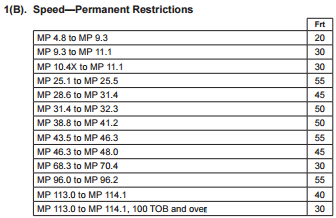 1(B). Speed—Permanent Restrictions
Frt
MP 4.8 to MP 9.3 20
MP 9.3 to MP 11.1 30
MP 10.4X to MP 11.1 30
MP 25.1 to MP 25.5 55
MP 28.6 to MP 31.4 45
MP 31.4 to MP 32.3 50
MP 38.8 to MP 41.2 50
MP 43.5 to MP 46.3 55
MP 46.3 to MP 48.0 45
MP 68.3 to MP 70.4 30
MP 96.0 to MP 96.2 55
MP 113.0 to MP 114.1 40
MP 113.0 to MP 114.1, 100 TOB and over 30